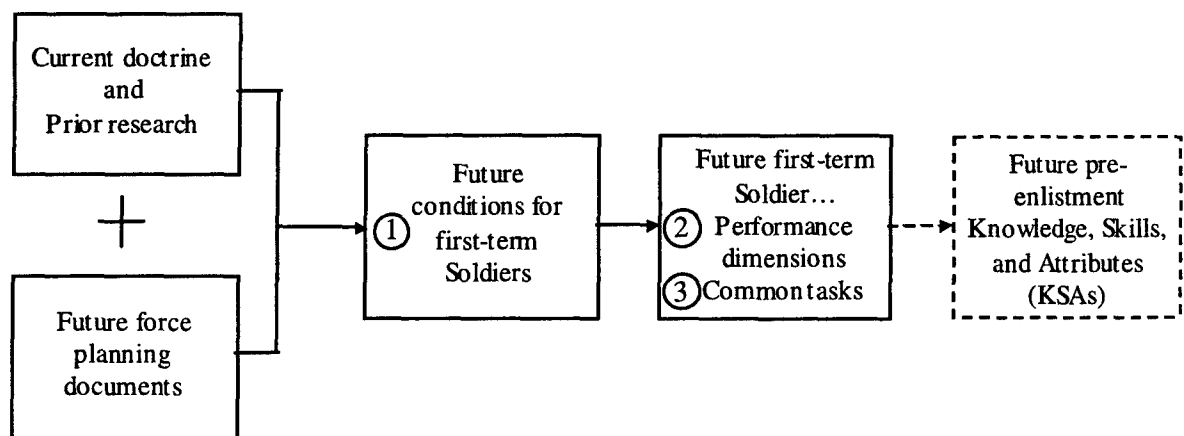 Current doctrine
and
Prior research
+
Future force
planning
documents
Future
conditions for
① first-term
Soldiers
Future first-term
Soldier...
② Performance
dimensions
③ Common tasks
Future pre-
enlistment
Knowledge, Skills,
and Attributes
(KSAs)